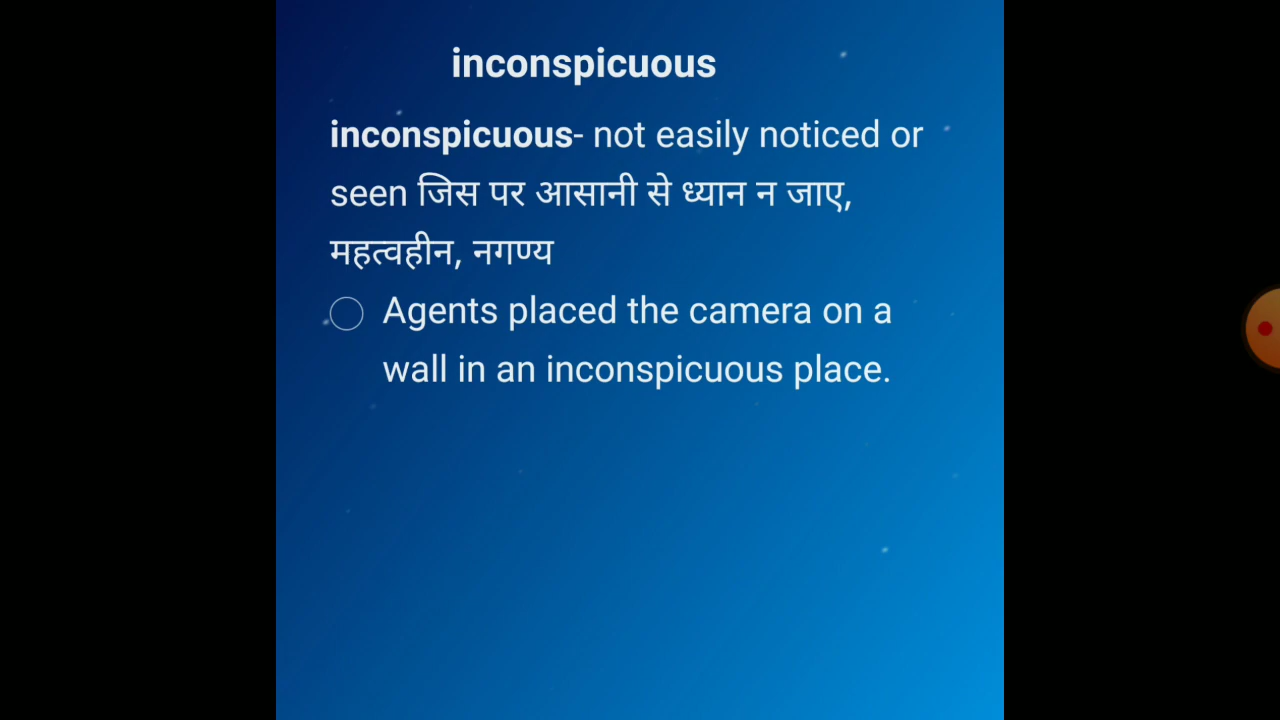 inconspicuous
inconspicuous- not easily noticed or
seen जिस पर आसानी से ध्यान न जाए,
महत्वहीन, नगण्य
Agents placed the camera on a
wall in an inconspicuous place.